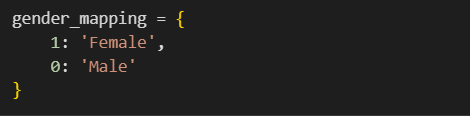 gender_mapping = {
    1: 'Female',
    0: 'Male'
}